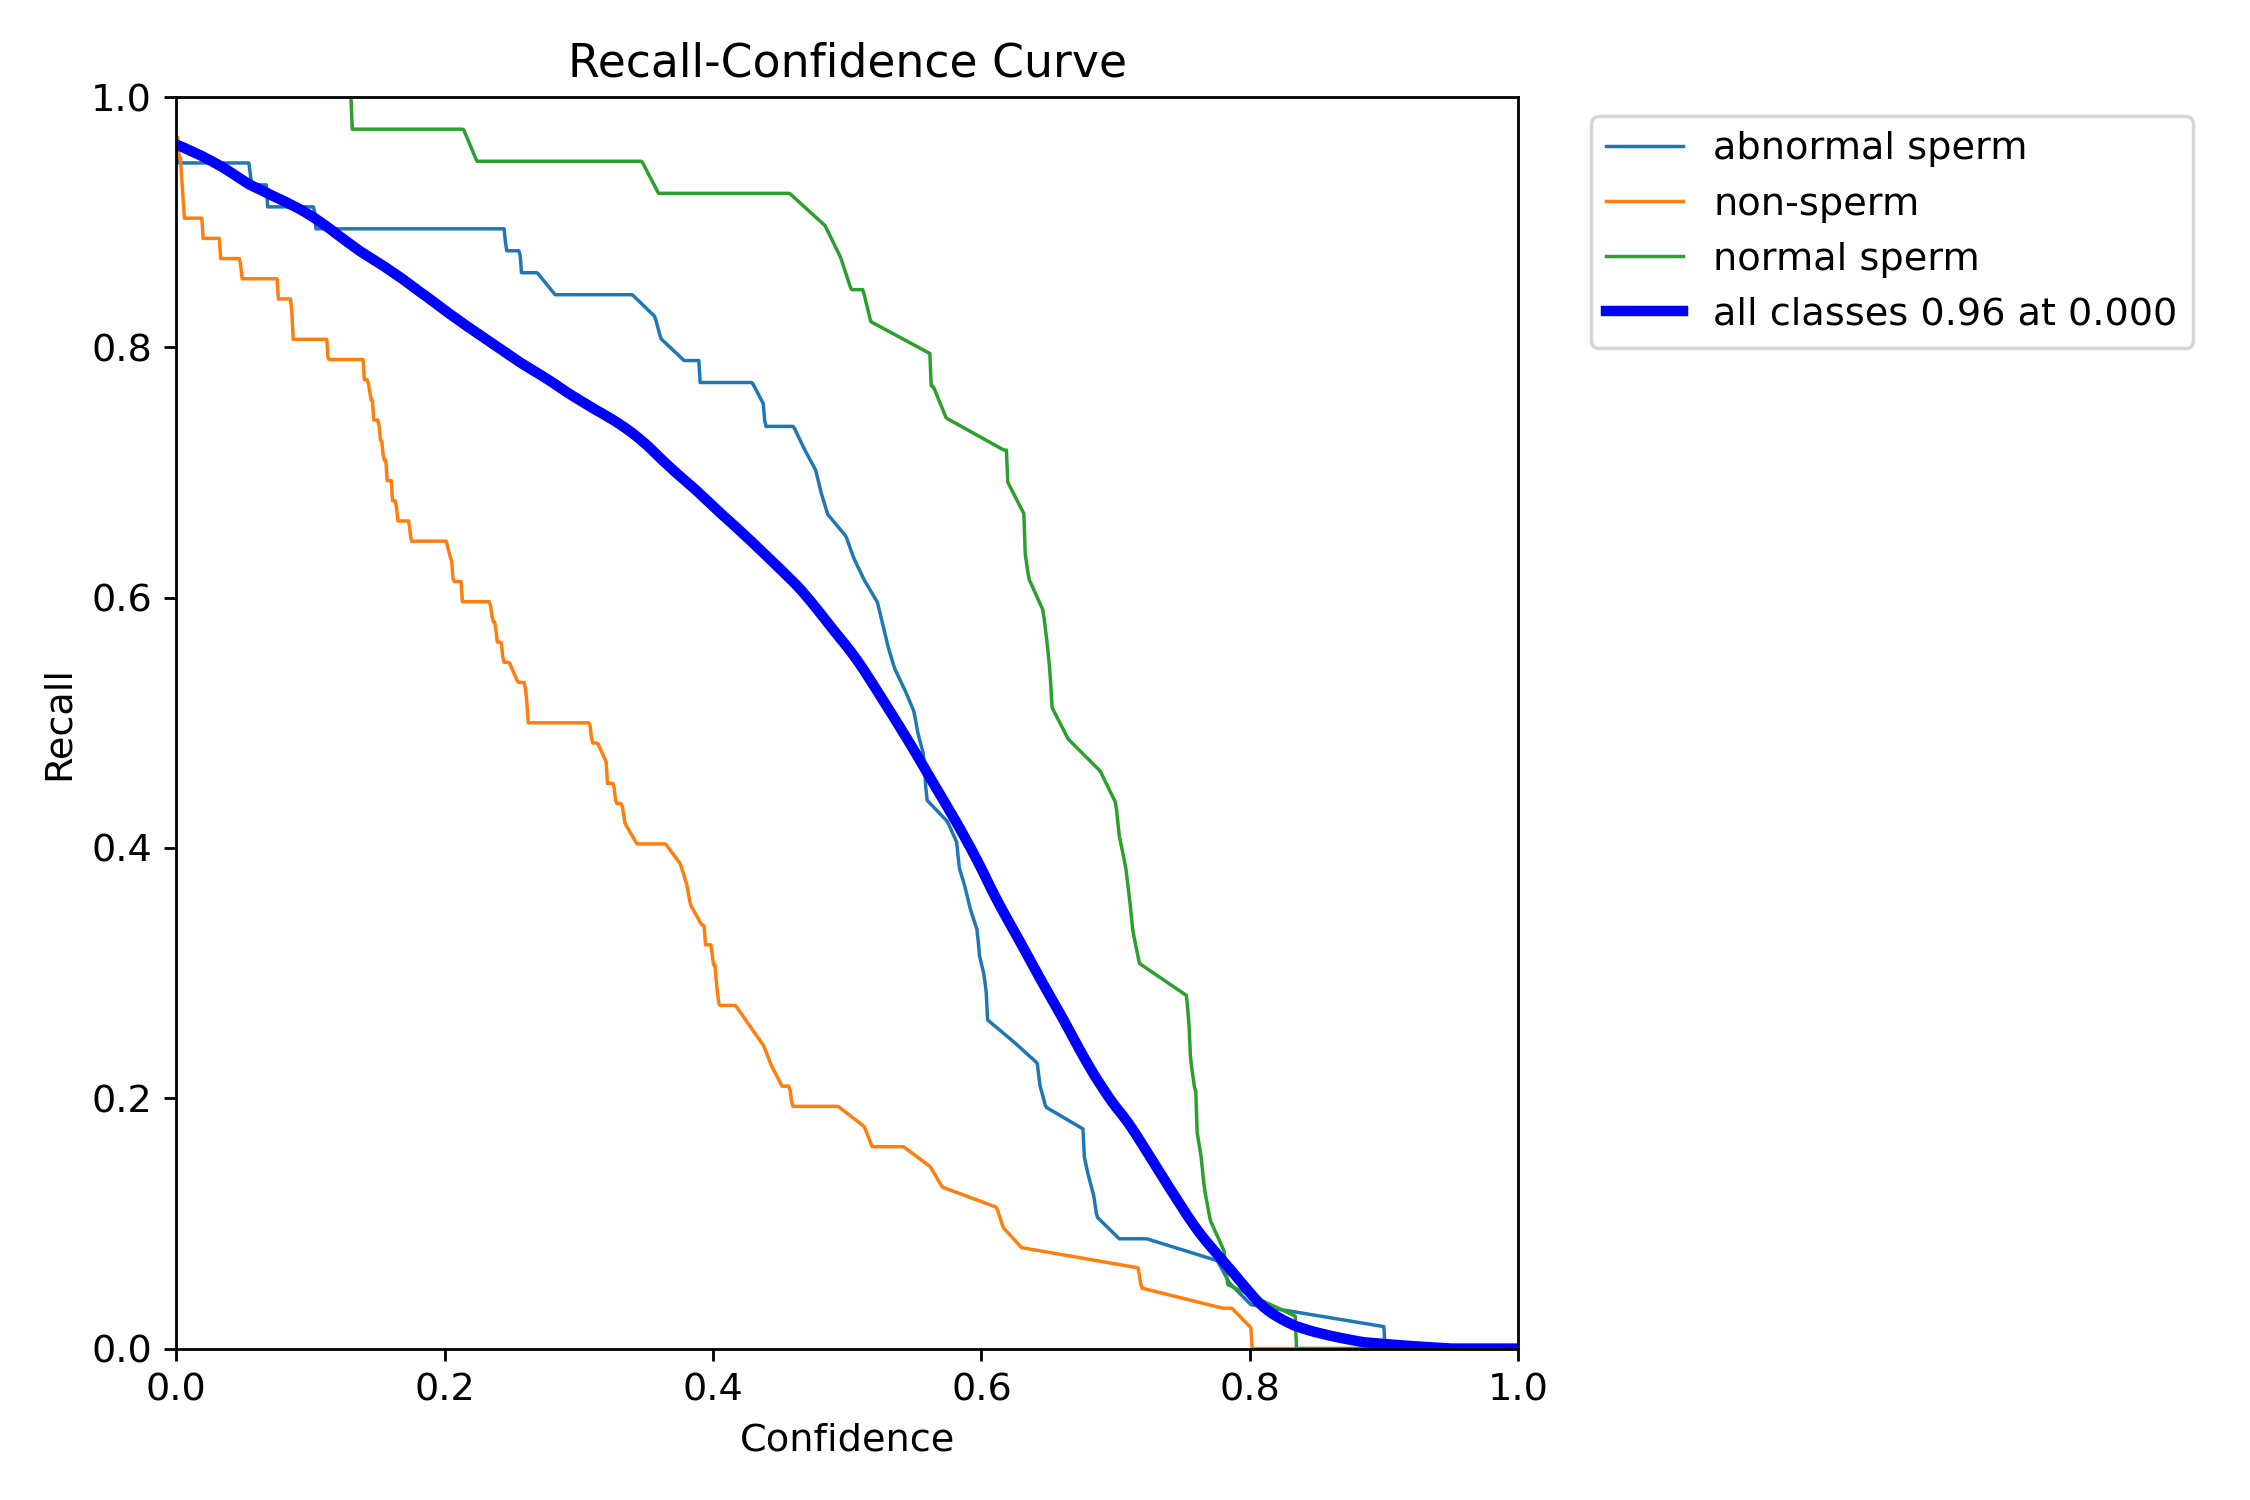 Recall-Confidence Curve
1.0
0.8
0.6
0.4
0.2
0.0
Recall
0.0 0.2 0.4 0.6 0.8 1.0
Confidence
abnormal sperm
non-sperm
normal sperm
all classes 0.96 at 0.000